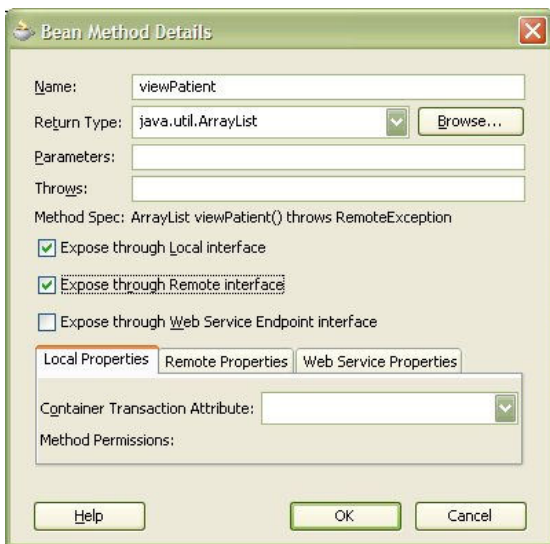 Bean Method Details
Name: viewPatient
Return Type: java.util.ArrayList Browse...
Parameters:
Throws:
Method Spec: ArrayList viewPatient() throws RemoteException
Expose through Local interface
Expose through Remote interface
Expose through Web Service Endpoint interface
Local Properties Remote Properties Web Service Properties
Container Transaction Attribute:
Method Permissions:
Help OK Cancel